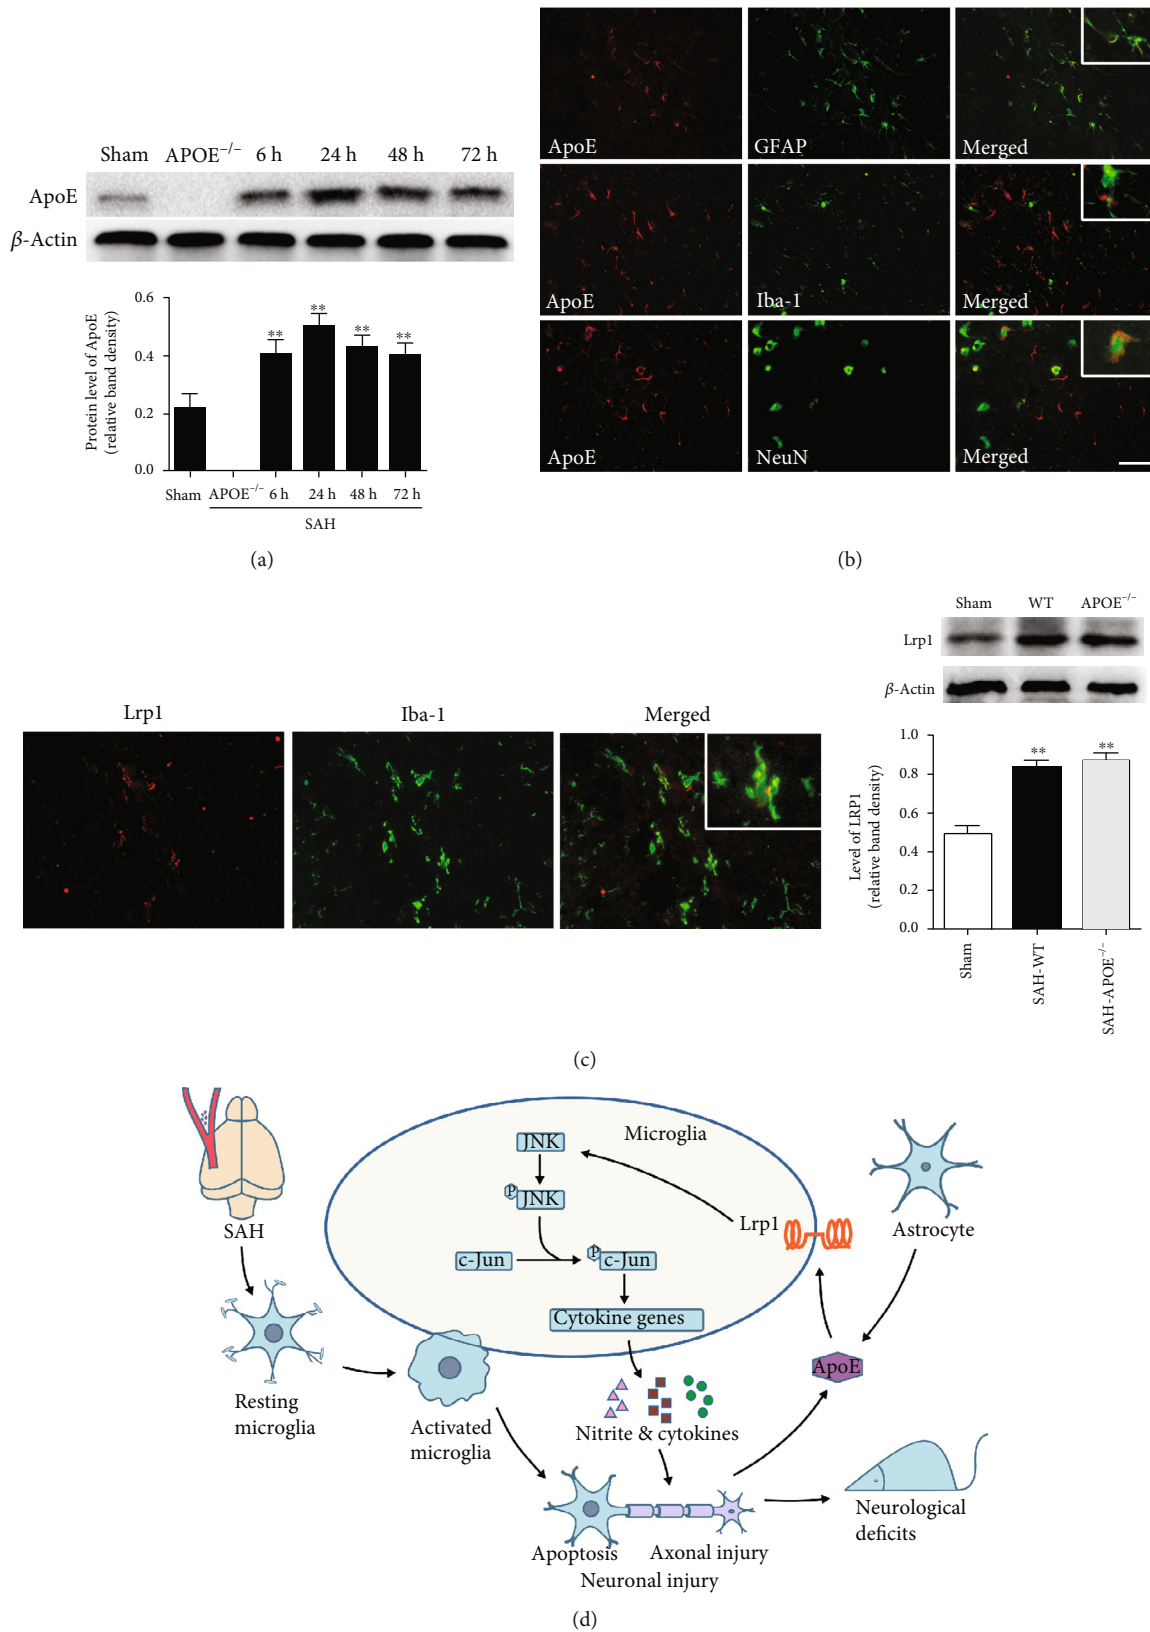 Sham APOE−/− 6 h 24 h 48 h 72 h
ApoE
β-Actin
Protein level of ApoE
(relative band density)
0.6
0.4
0.2
0.0
** ** ** **
Sham APOE−/− 6 h 24 h 48 h 72 h
SAH
(a)
ApoE GFAP Merged
ApoE Iba-1 Merged
ApoE NeuN Merged
(b)
Lrp1 Iba-1 Merged
Sham WT APOE−/−
Lrp1
β-Actin
Level of LRP1
(relative band density)
1.0
0.8
0.6
0.4
0.2
0.0
** **
Sham
SAH-WT
SAH-APOE−/−
(c)
SAH
Resting
microglia
Activated
microglia
Microglia
JNK
P
JNK
c-Jun
P
c-Jun
Cytokine genes
Lrp1
Astrocyte
ApoE
Nitrite & cytokines
Apoptosis Axonal injury
Neuronal injury
Neurological
deficits
(d)